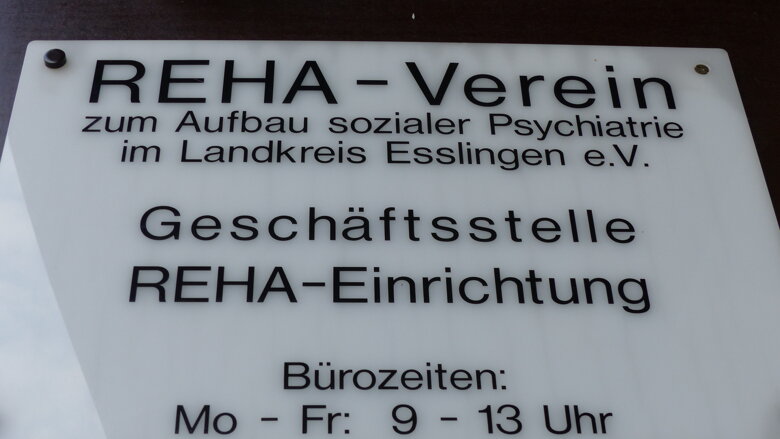 REHA - Verein
zum Aufbau sozialer Psychiatrie
im Landkreis Esslingen e.V.
Geschäftsstelle
REHA-Einrichtung
Bürozeiten:
Mo - Fr: 9 - 13 Uhr